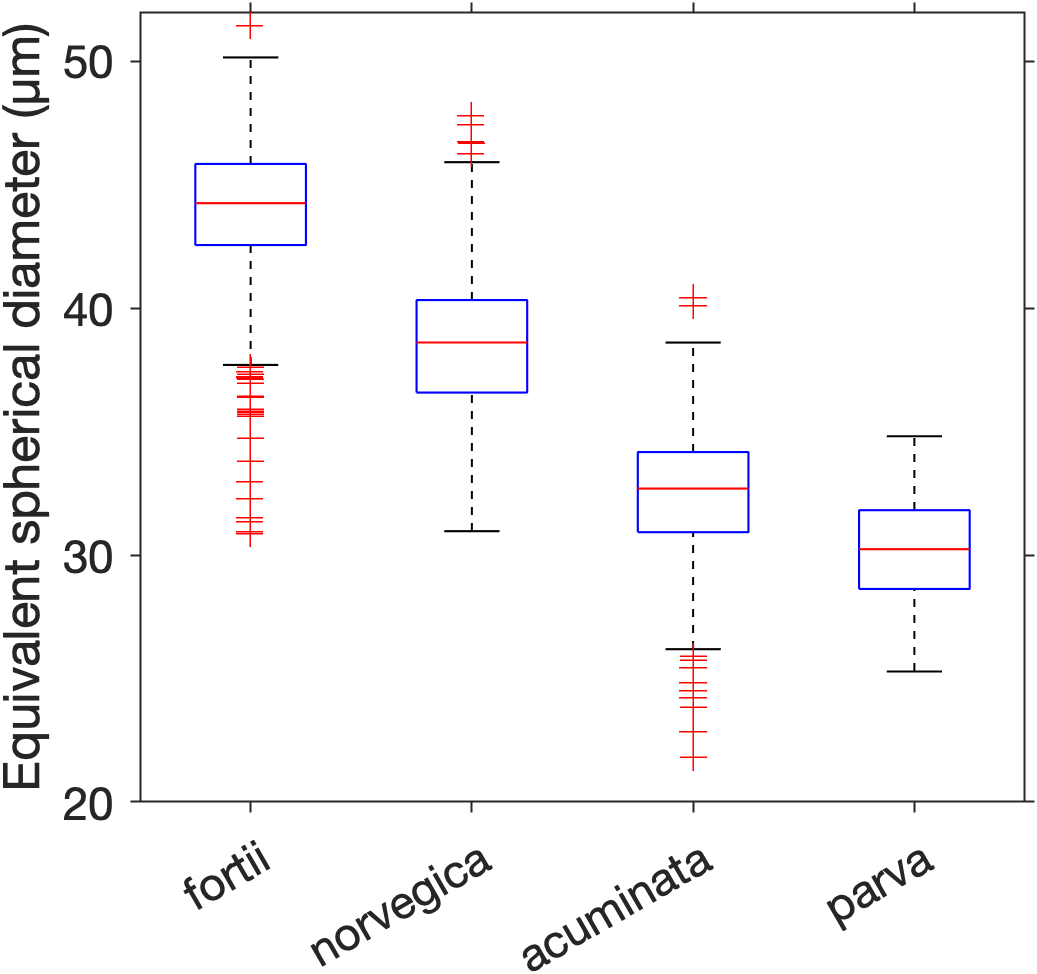 Equivalent spherical diameter (µm)
50
40
30
20
fortii
norvegica
acuminata
parva